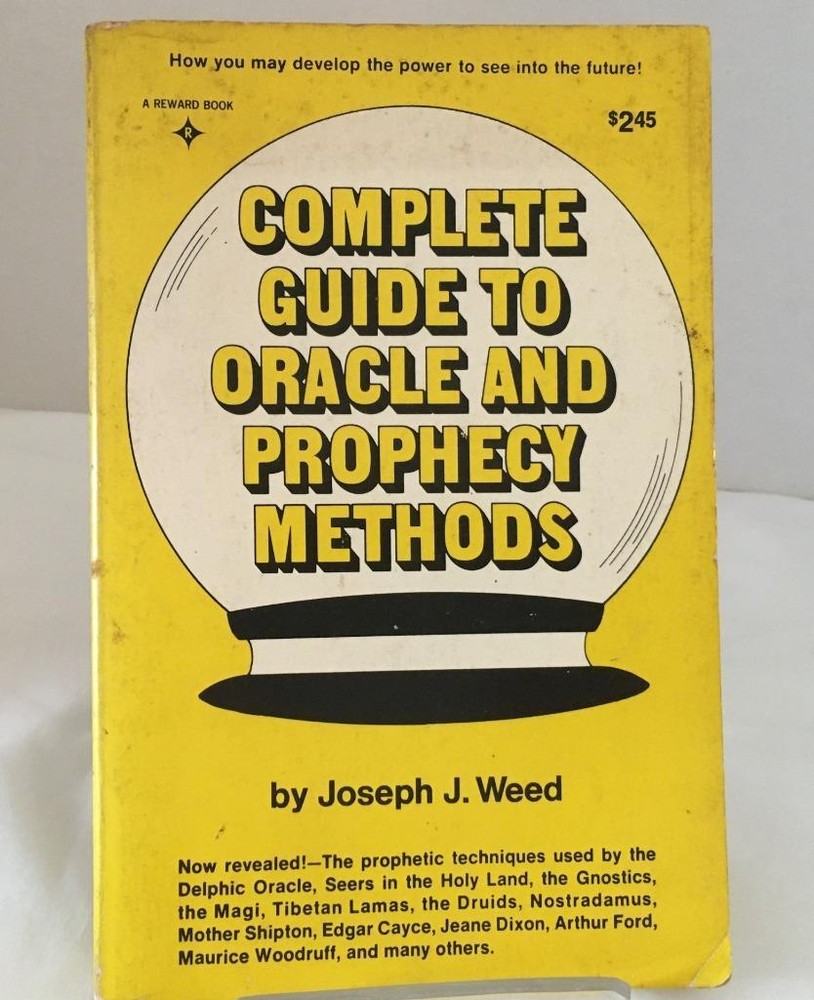 How you may develop the power to see into the future!
A REWARD BOOK
R
$2.45
COMPLETE
GUIDE TO
ORACLE AND
PROPHECY
METHODS
by Joseph J. Weed
Now revealed!—The prophetic techniques used by the
Delphic Oracle, Seers in the Holy Land, the Gnostics,
the Magi, Tibetan Lamas, the Druids, Nostradamus,
Mother Shipton, Edgar Cayce, Jeane Dixon, Arthur Ford,
Maurice Woodruff, and many others.